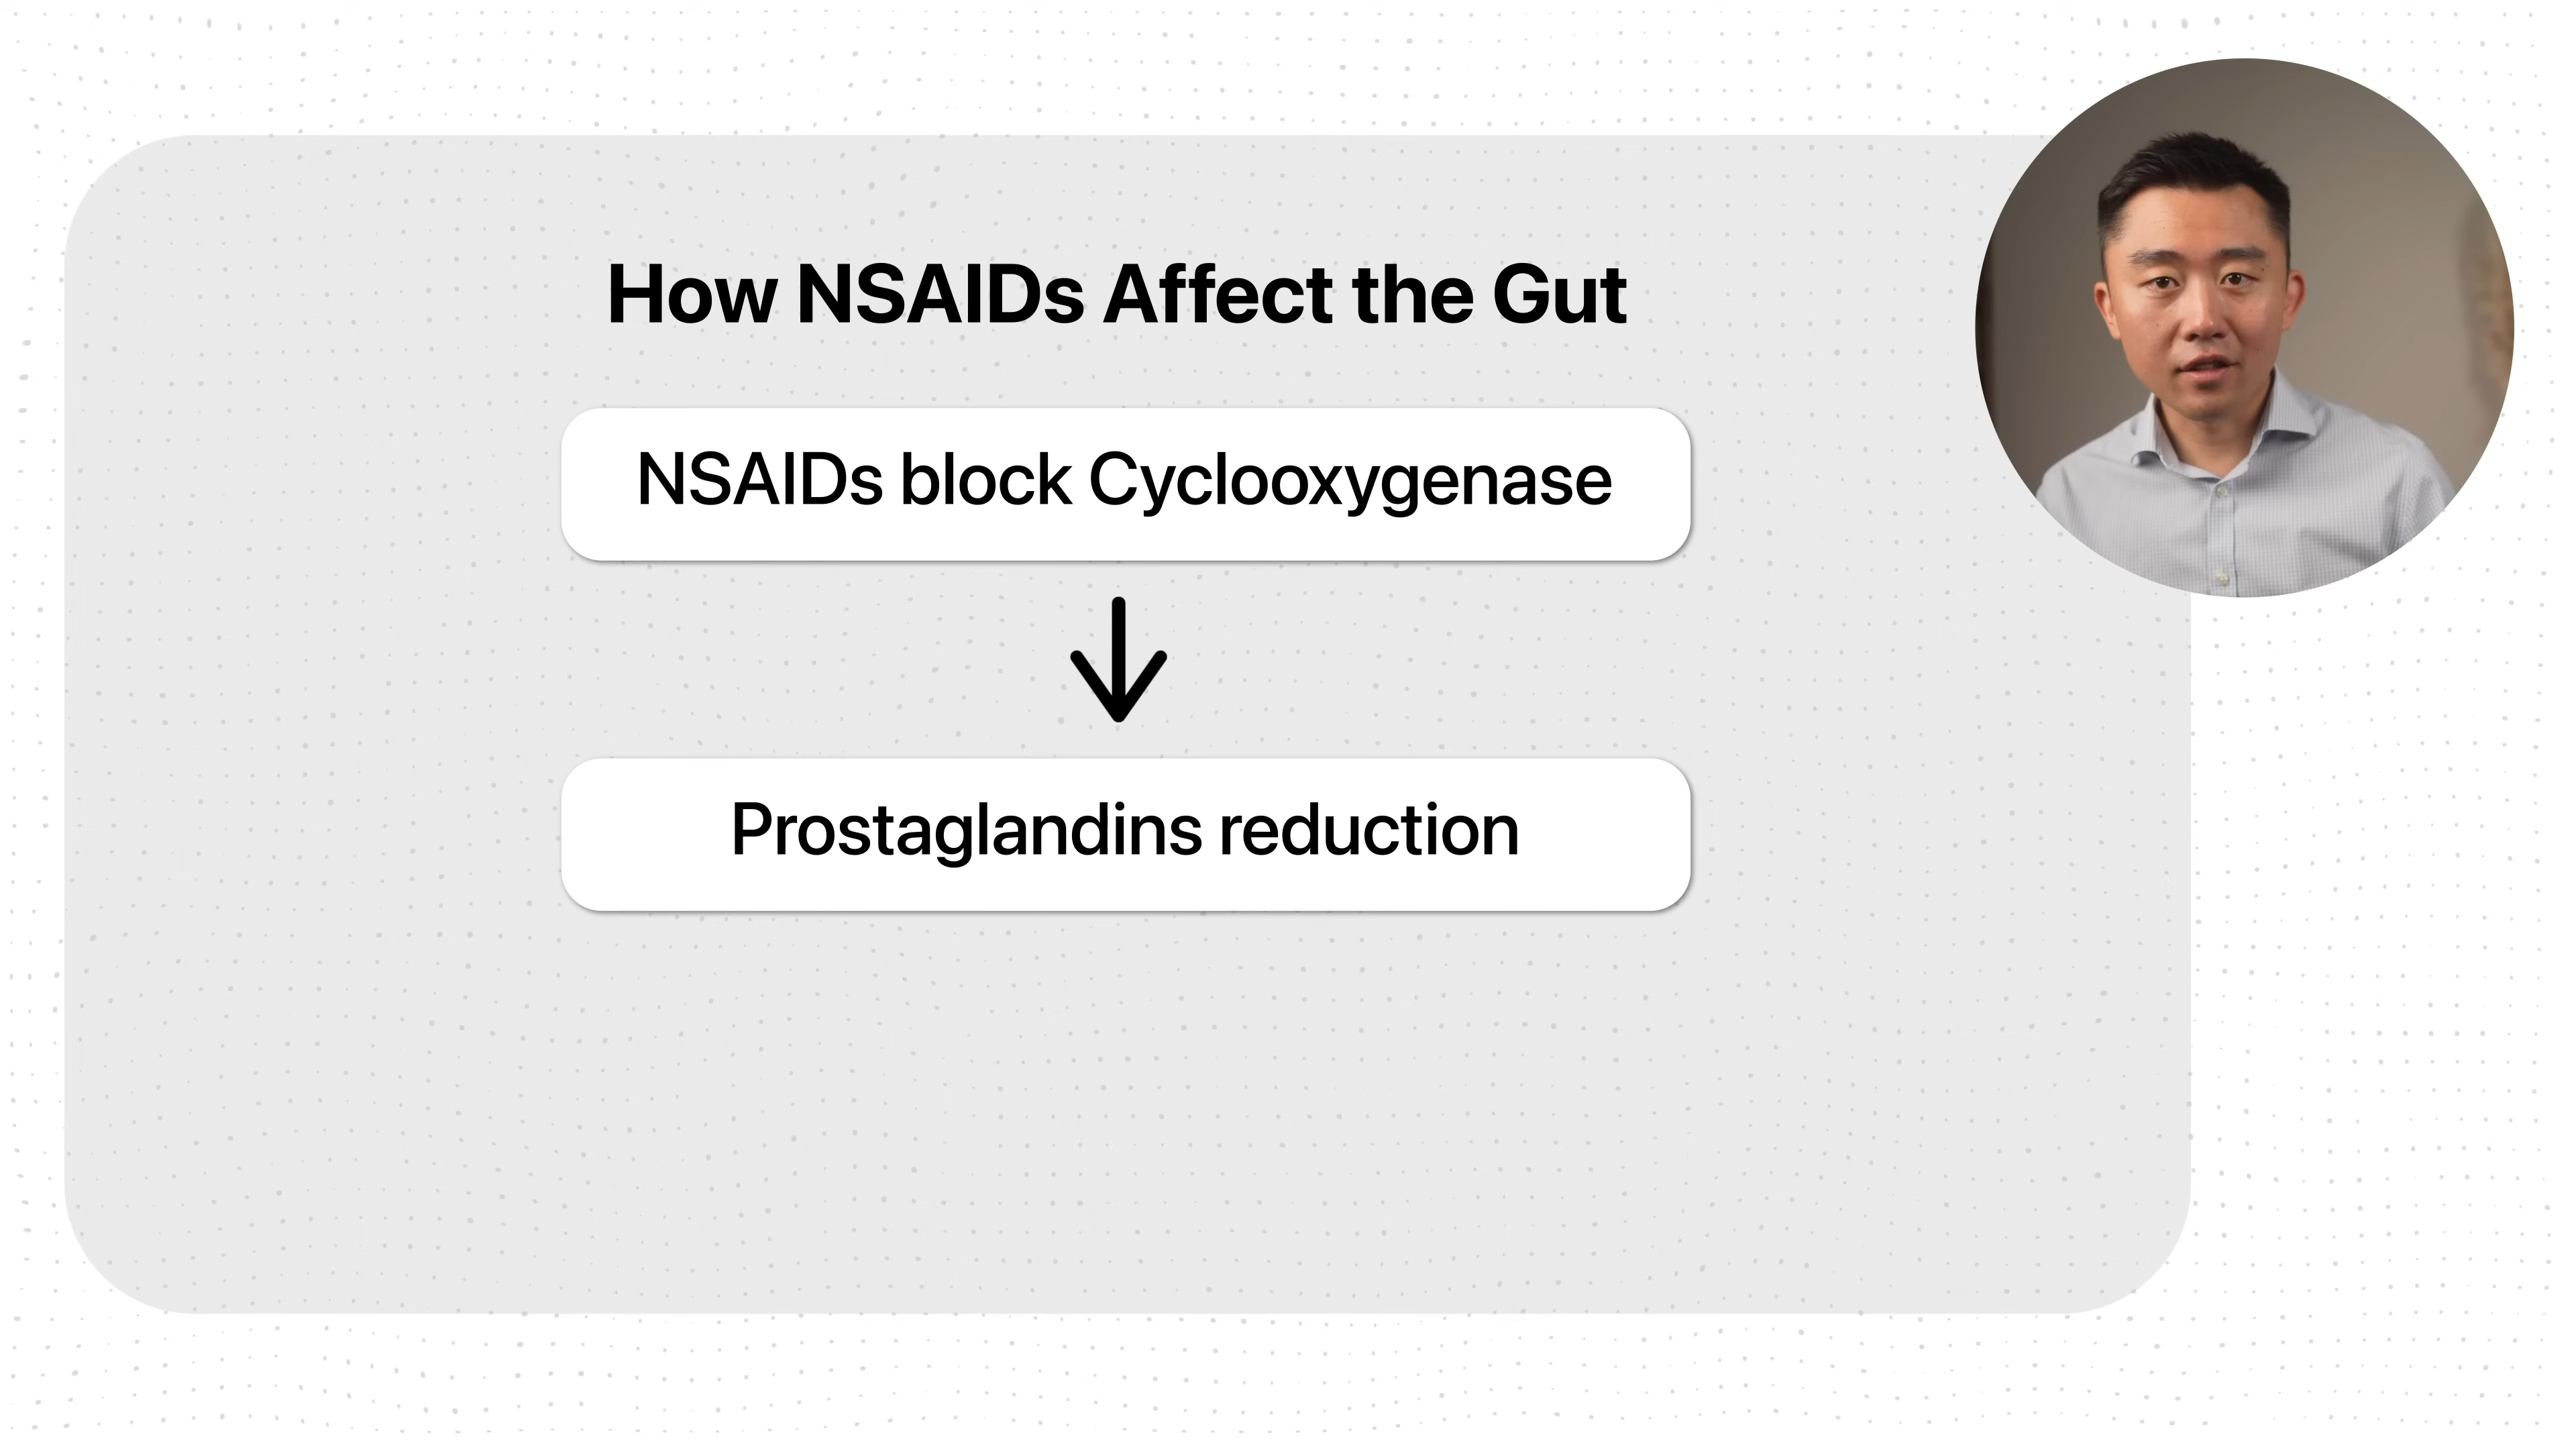 How NSAIDs Affect the Gut
NSAIDs block Cyclooxygenase
Prostaglandins reduction